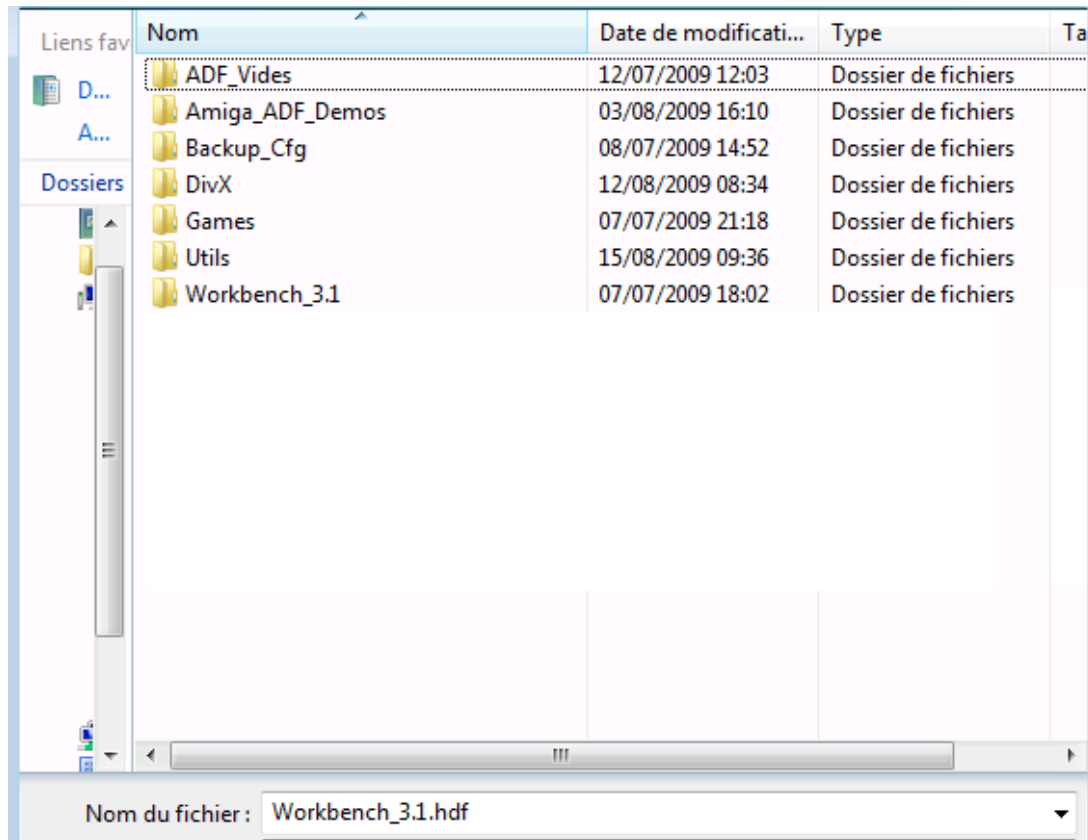 Liens fav
Nom Date de modificati... Type Ta
D...
A...
Dossiers
ADF_Vides 12/07/2009 12:03 Dossier de fichiers
Amiga_ADF_Demos 03/08/2009 16:10 Dossier de fichiers
Backup_Cfg 08/07/2009 14:52 Dossier de fichiers
DivX 12/08/2009 08:34 Dossier de fichiers
Games 07/07/2009 21:18 Dossier de fichiers
Utils 15/08/2009 09:36 Dossier de fichiers
Workbench_3.1 07/07/2009 18:02 Dossier de fichiers
Nom du fichier : Workbench_3.1.hdf